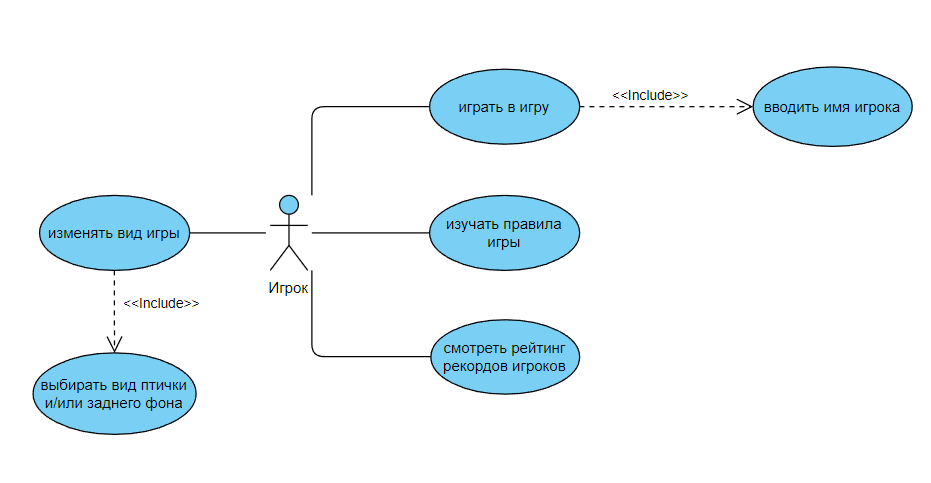 играть в игру
<<Include>>
вводить имя игрока
изменять вид игры
изучать правила
игры
Игрок
<<Include>>
смотреть рейтинг
рекордов игроков
выбирать вид птички
и/или заднего фона